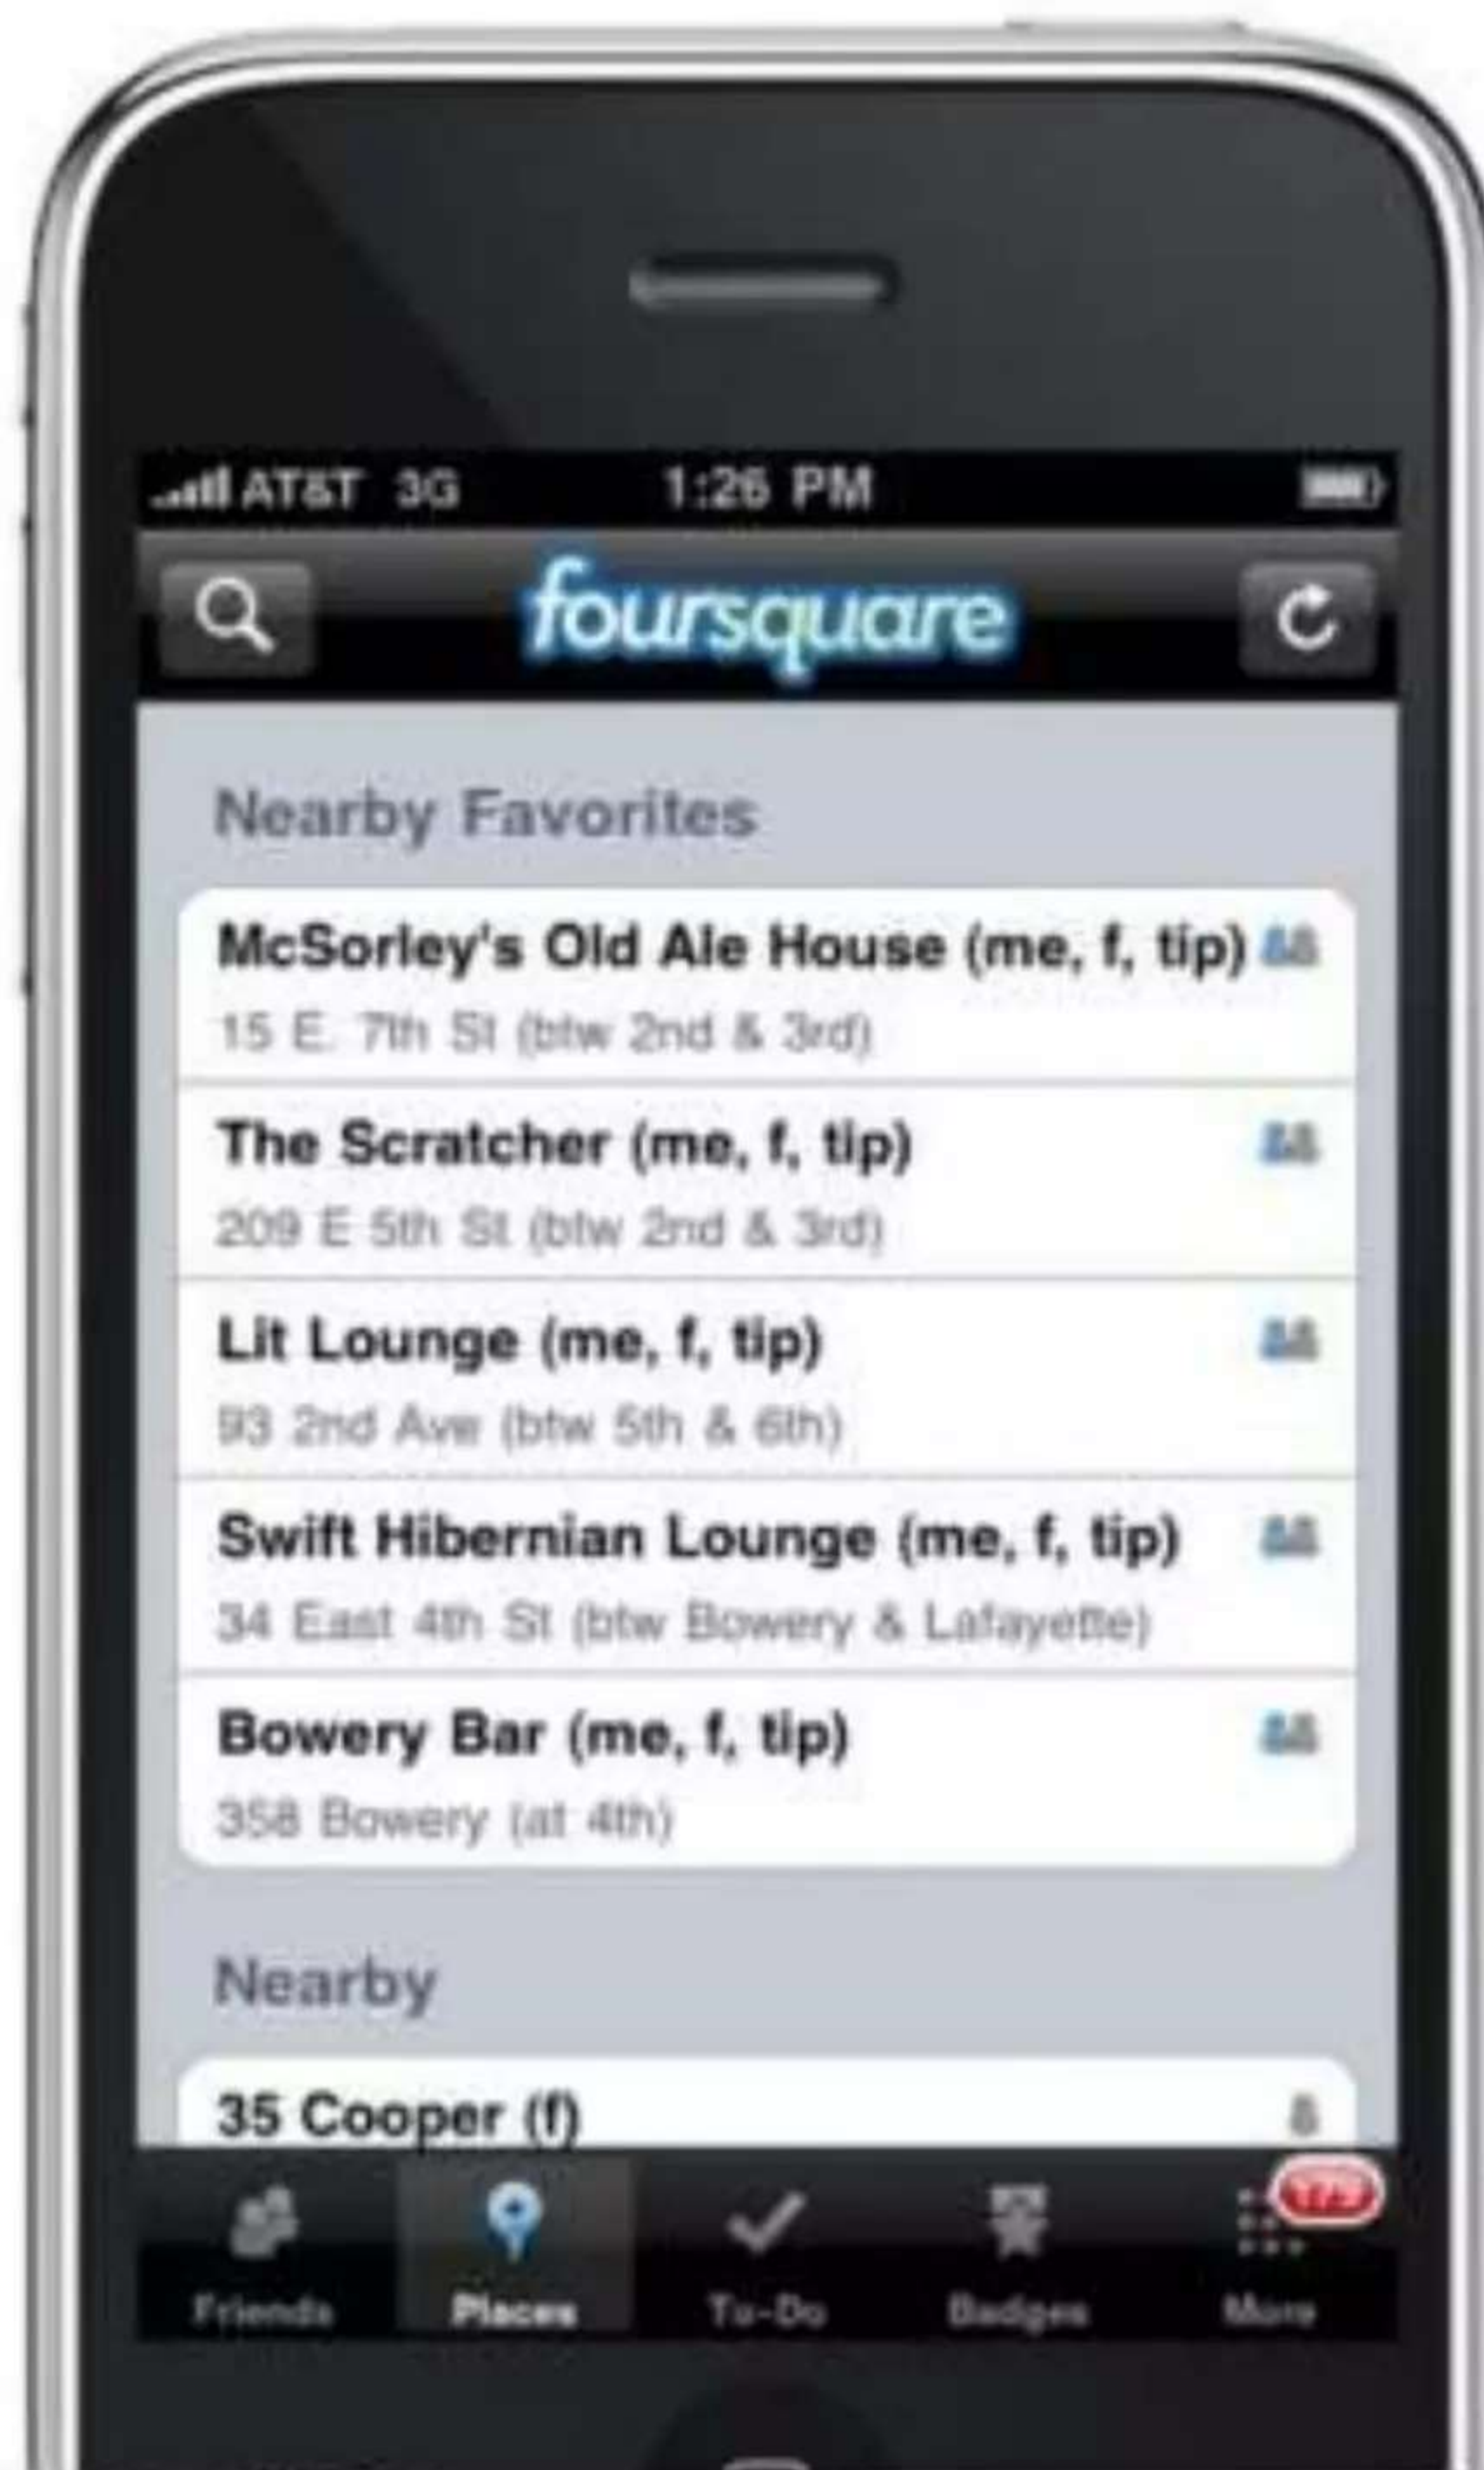 AT&T 3G 1:26 PM
foursquare
Nearby Favorites
McSorley's Old Ale House (me, f, tip)
15 E. 7th St (btw 2nd & 3rd)
The Scratcher (me, f, tip)
209 E 5th St (btw 2nd & 3rd)
Lit Lounge (me, f, tip)
93 2nd Ave (btw 5th & 6th)
Swift Hibernian Lounge (me, f, tip)
34 East 4th St (btw Bowery & Lafayette)
Bowery Bar (me, f, tip)
358 Bowery (at 4th)
Nearby
35 Cooper (f)
Friends Places To-Do Badges More